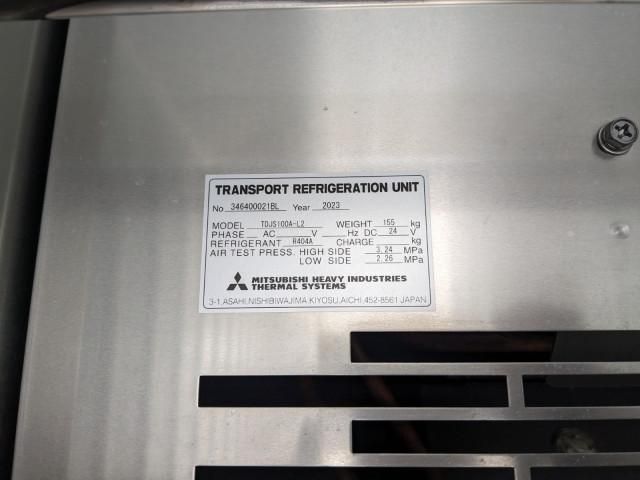 TRANSPORT REFRIGERATION UNIT
No 346400021BL Year 2023
MODEL TDJS100A-L2 WEIGHT 155 kg
PHASE AC V Hz DC 24 V
REFRIGERANT R404A CHARGE kg
AIR TEST PRESS. HIGH SIDE 3.24 MPa
LOW SIDE 2.26 MPa
MITSUBISHI HEAVY INDUSTRIES
THERMAL SYSTEMS
3-1,ASAHI,NISHIBIWAJIMA,KIYOSU,AICHI,452-8561 JAPAN